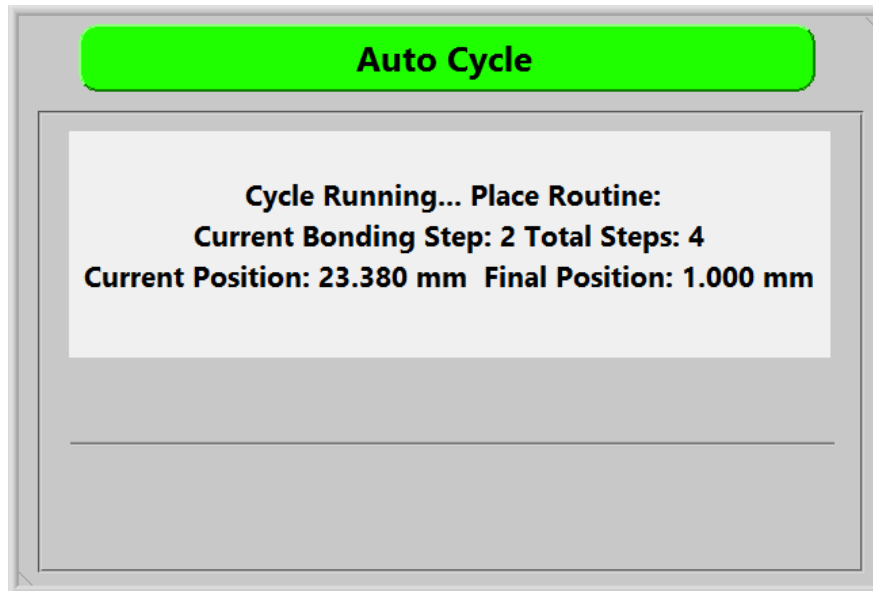 Auto Cycle
Cycle Running... Place Routine:
Current Bonding Step: 2 Total Steps: 4
Current Position: 23.380 mm  Final Position: 1.000 mm